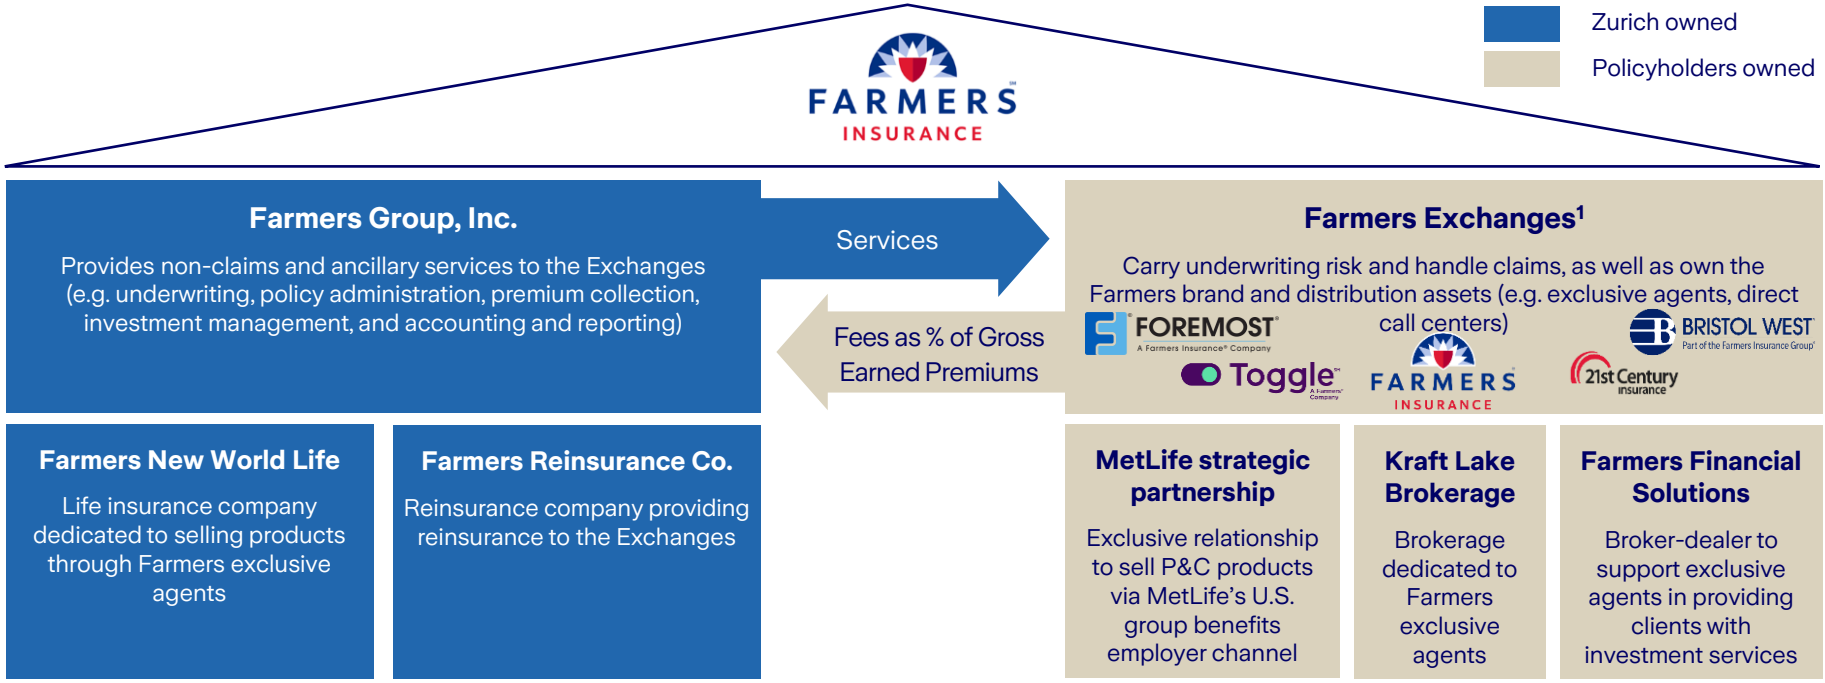 Zurich owned
Policyholders owned
FARMERS
INSURANCE
Farmers Group, Inc.
Provides non-claims and ancillary services to the Exchanges
(e.g. underwriting, policy administration, premium collection,
investment management, and accounting and reporting)
Services
Fees as % of Gross
Earned Premiums
Farmers Exchanges¹
Carry underwriting risk and handle claims, as well as own the
Farmers brand and distribution assets (e.g. exclusive agents, direct
call centers)
FOREMOST®
A Farmers Insurance® Company
Toggle℠
A Farmers®
Company
FARMERS
INSURANCE
BRISTOL WEST®
Part of the Farmers Insurance Group®
21st Century
Insurance®
Farmers New World Life
Life insurance company
dedicated to selling products
through Farmers exclusive
agents
Farmers Reinsurance Co.
Reinsurance company providing
reinsurance to the Exchanges
MetLife strategic
partnership
Exclusive relationship
to sell P&C products
via MetLife's U.S.
group benefits
employer channel
Kraft Lake
Brokerage
Brokerage
dedicated to
Farmers
exclusive
agents
Farmers Financial
Solutions
Broker-dealer to
support exclusive
agents in providing
clients with
investment services